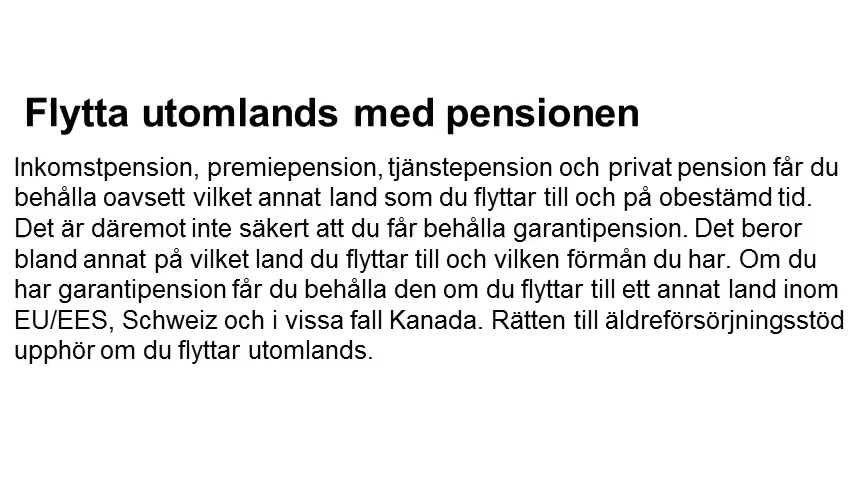 Flytta utomlands med pensionen
Inkomstpension, premiepension, tjänstepension och privat pension får du
behålla oavsett vilket annat land som du flyttar till och på obestämd tid.
Det är däremot inte säkert att du får behålla garantipension. Det beror
bland annat på vilket land du flyttar till och vilken förmån du har. Om du
har garantipension får du behålla den om du flyttar till ett annat land inom
EU/EES, Schweiz och i vissa fall Kanada. Rätten till äldreförsörjningsstöd
upphör om du flyttar utomlands.